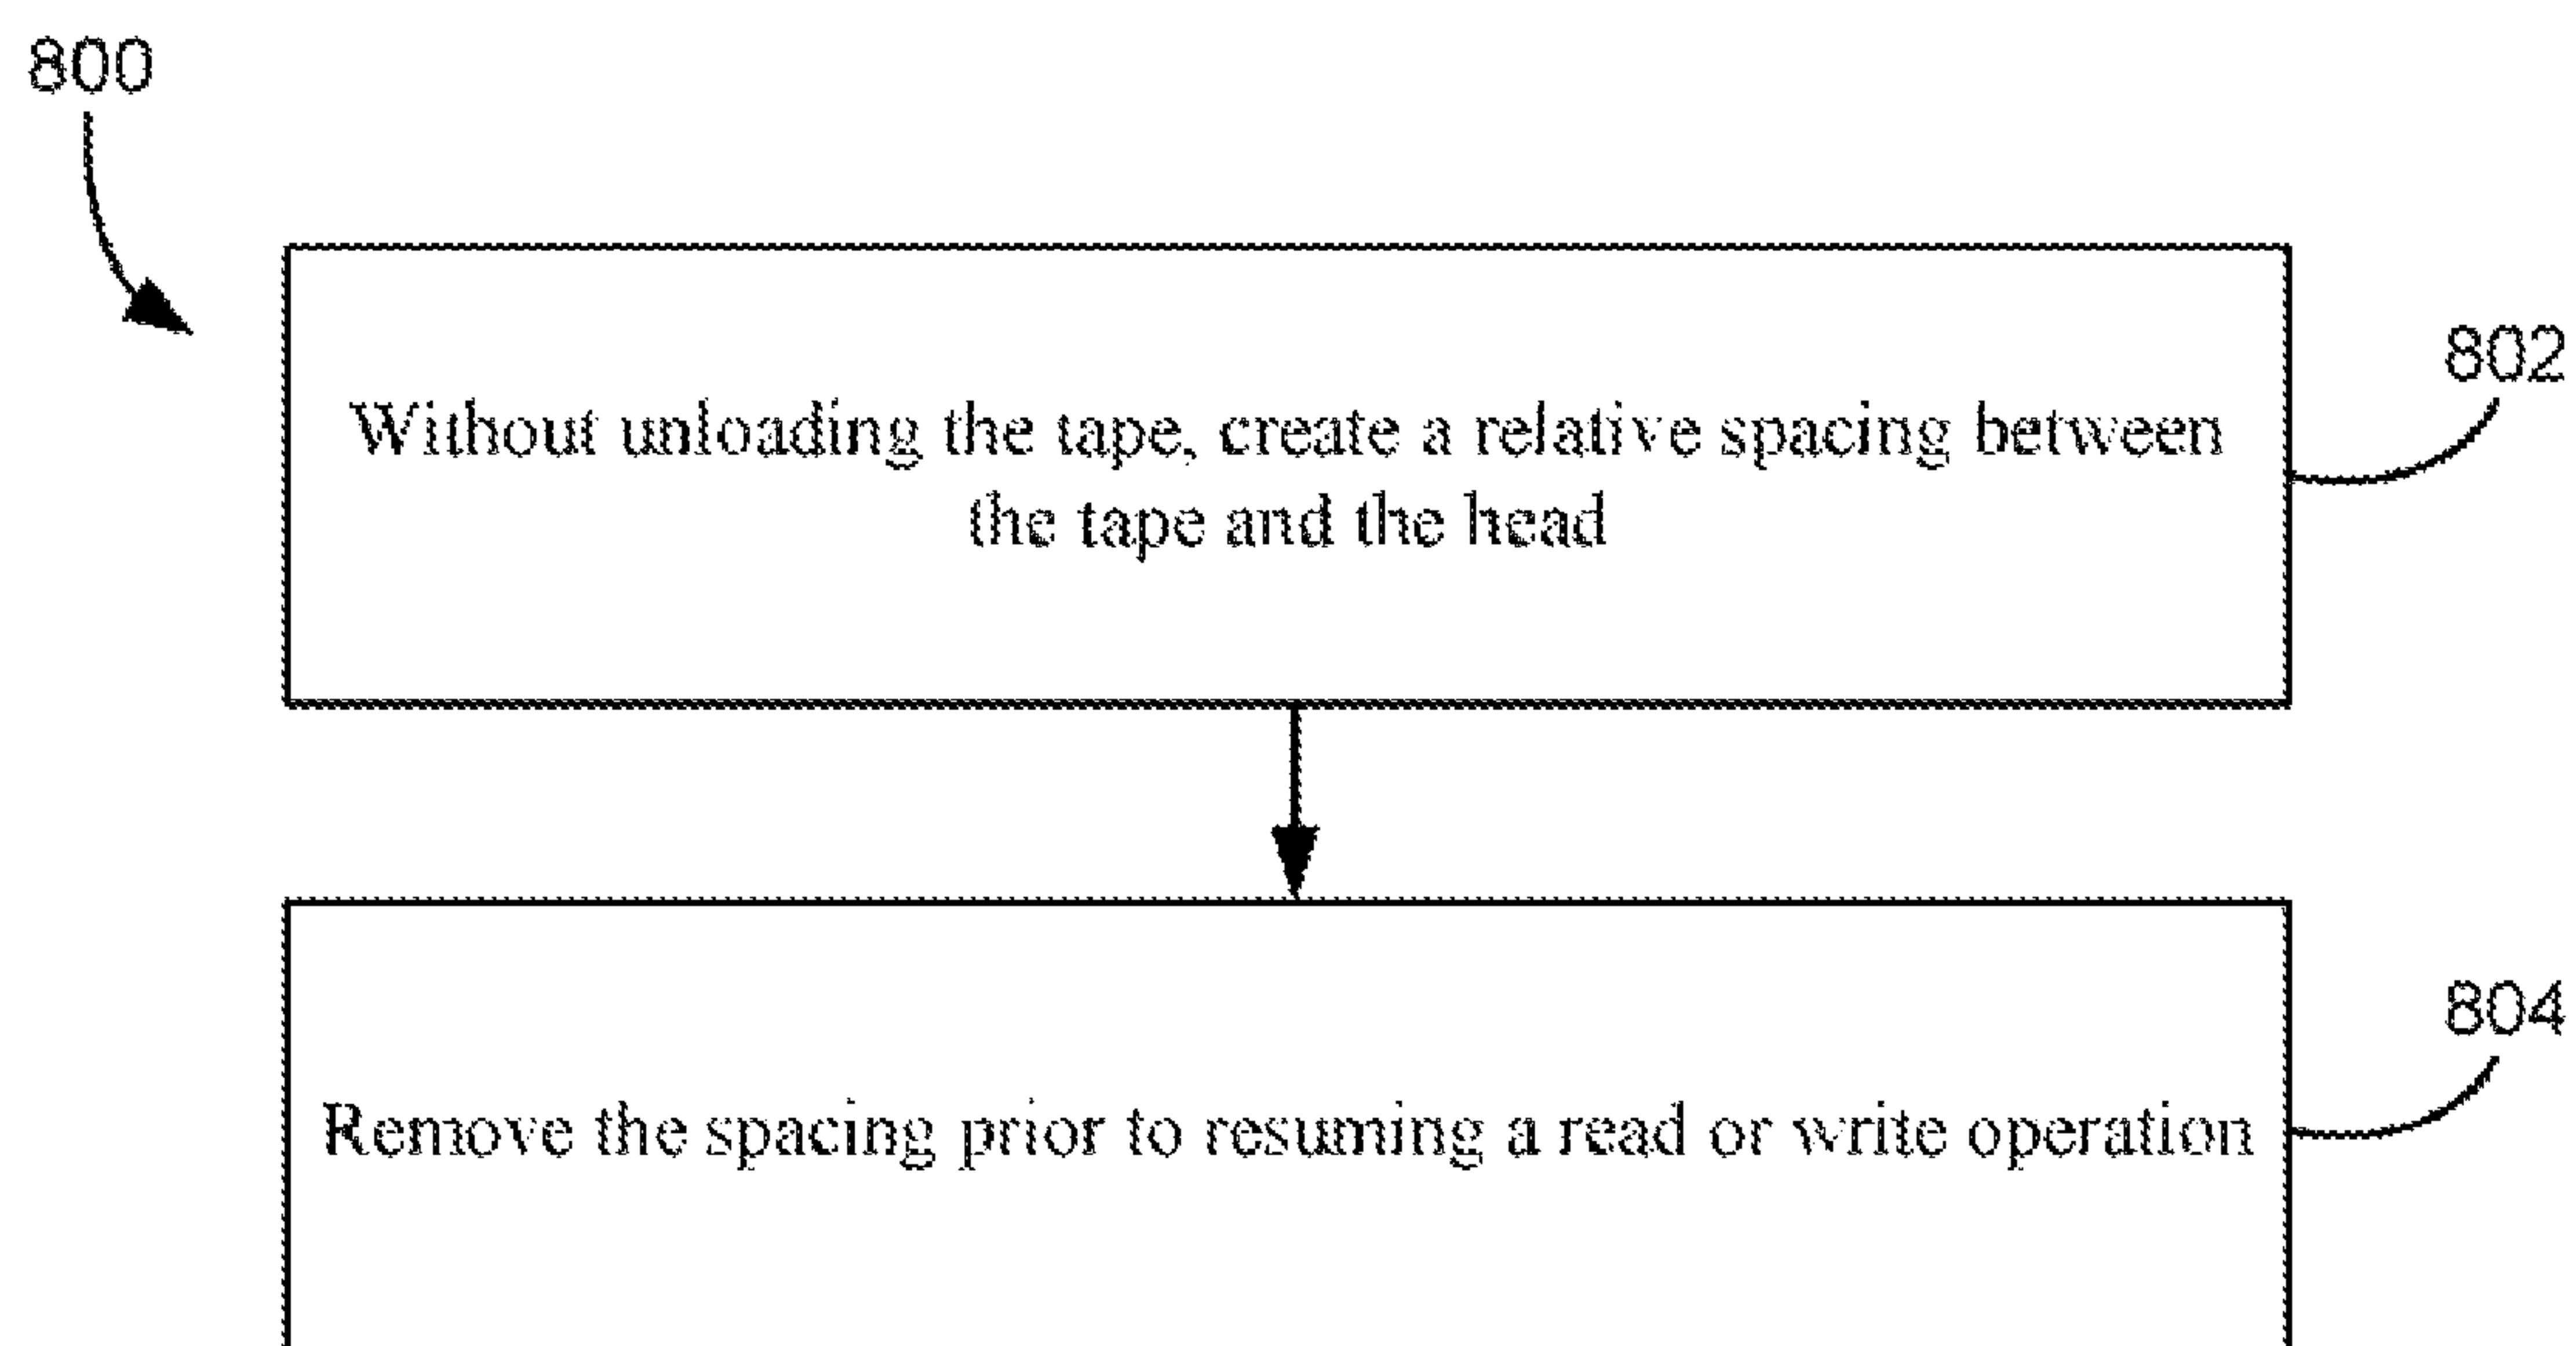 800
802
Without unloading the tape, create a relative spacing between
the tape and the head
804
Remove the spacing prior to resuming a read or write operation